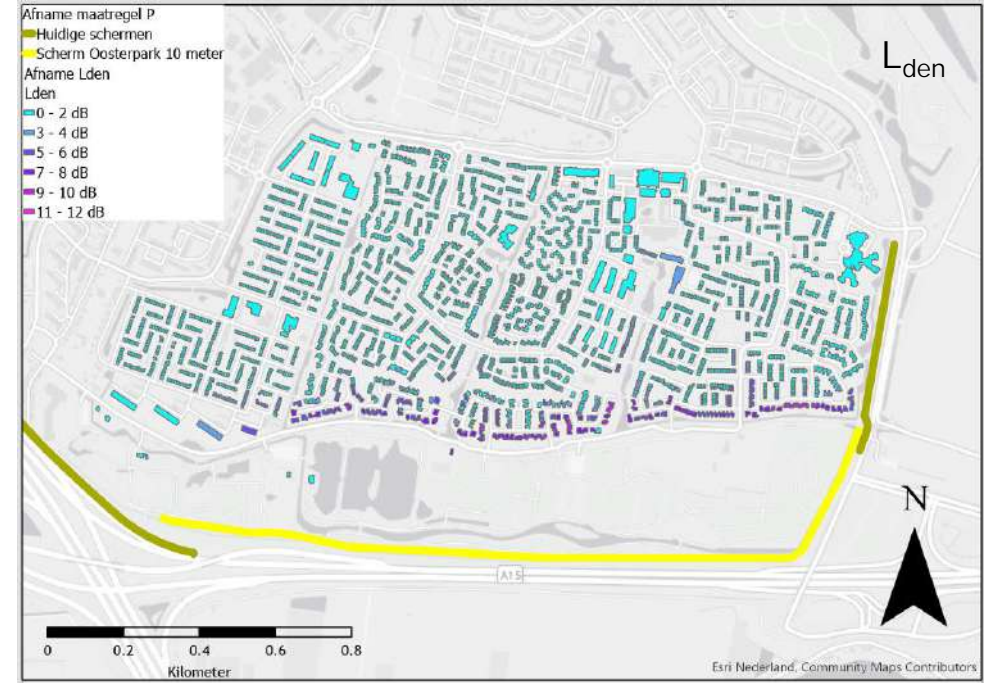 Afname maatregel P
Huidige schermen
Scherm Oosterpark 10 meter
Afname Lden
Lden
0 - 2 dB
3 - 4 dB
5 - 6 dB
7 - 8 dB
9 - 10 dB
11 - 12 dB
Lden
N
A15
0 0.2 0.4 0.6 0.8
Kilometer
Esri Nederland, Community Maps Contributors